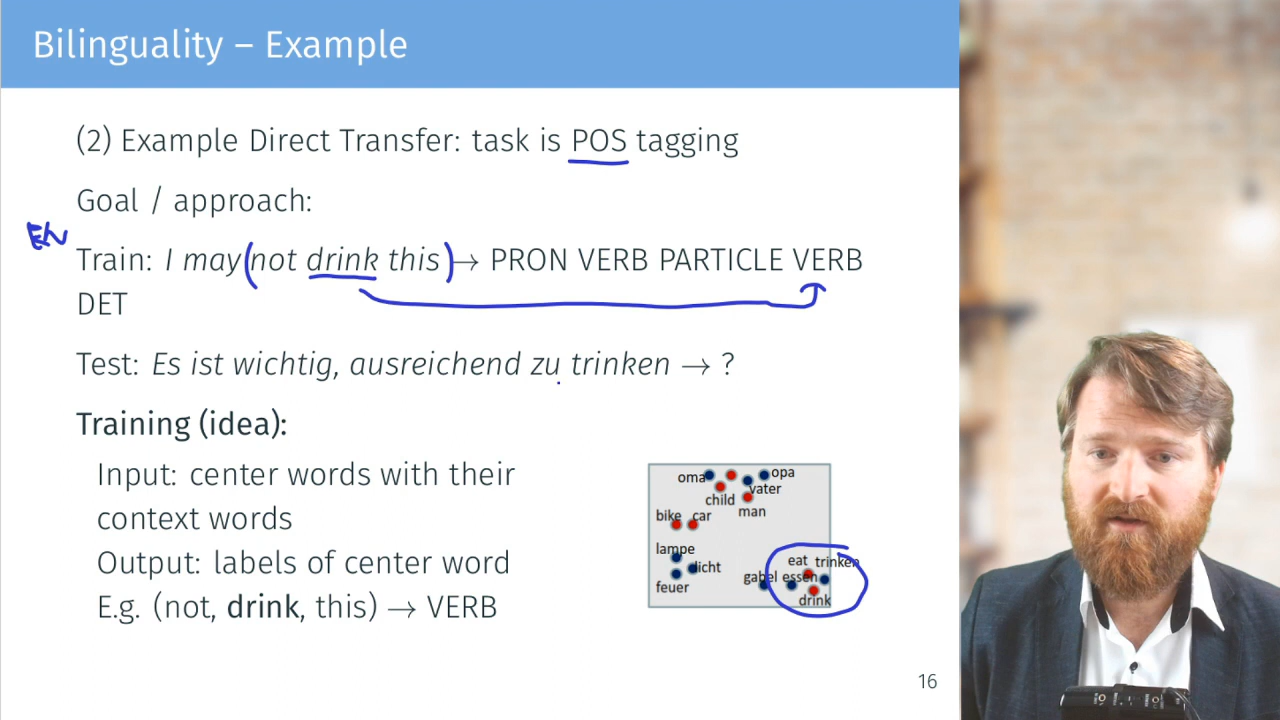 Bilinguality – Example
(2) Example Direct Transfer: task is POS tagging
Goal / approach:
EN
Train: I may (not drink this) → PRON VERB PARTICLE VERB
DET
Test: Es ist wichtig, ausreichend zu trinken → ?
Training (idea):
Input: center words with their
context words
Output: labels of center word
E.g. (not, drink, this) → VERB
oma opa
child vater
man
bike car
lampe
licht
feuer
eat trinken
gabel essen
drink
16